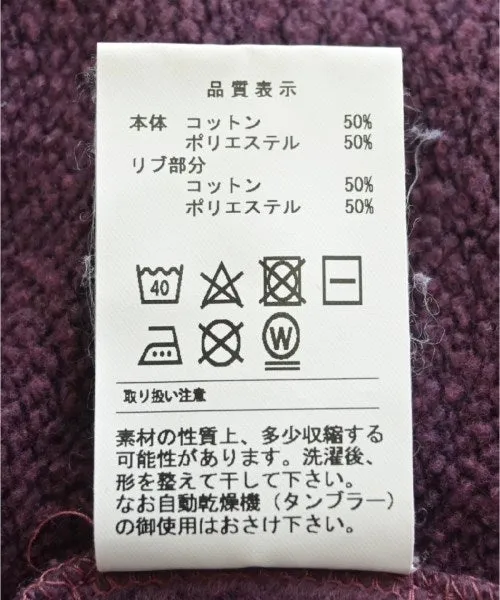 品質表示
本体 コットン 50%
ポリエステル 50%
リブ部分
コットン 50%
ポリエステル 50%
40
W
取り扱い注意
素材の性質上、多少収縮する
可能性があります。洗濯後、
形を整えて干して下さい。
なお自動乾燥機（タンブラー）
の御使用はおさけ下さい。